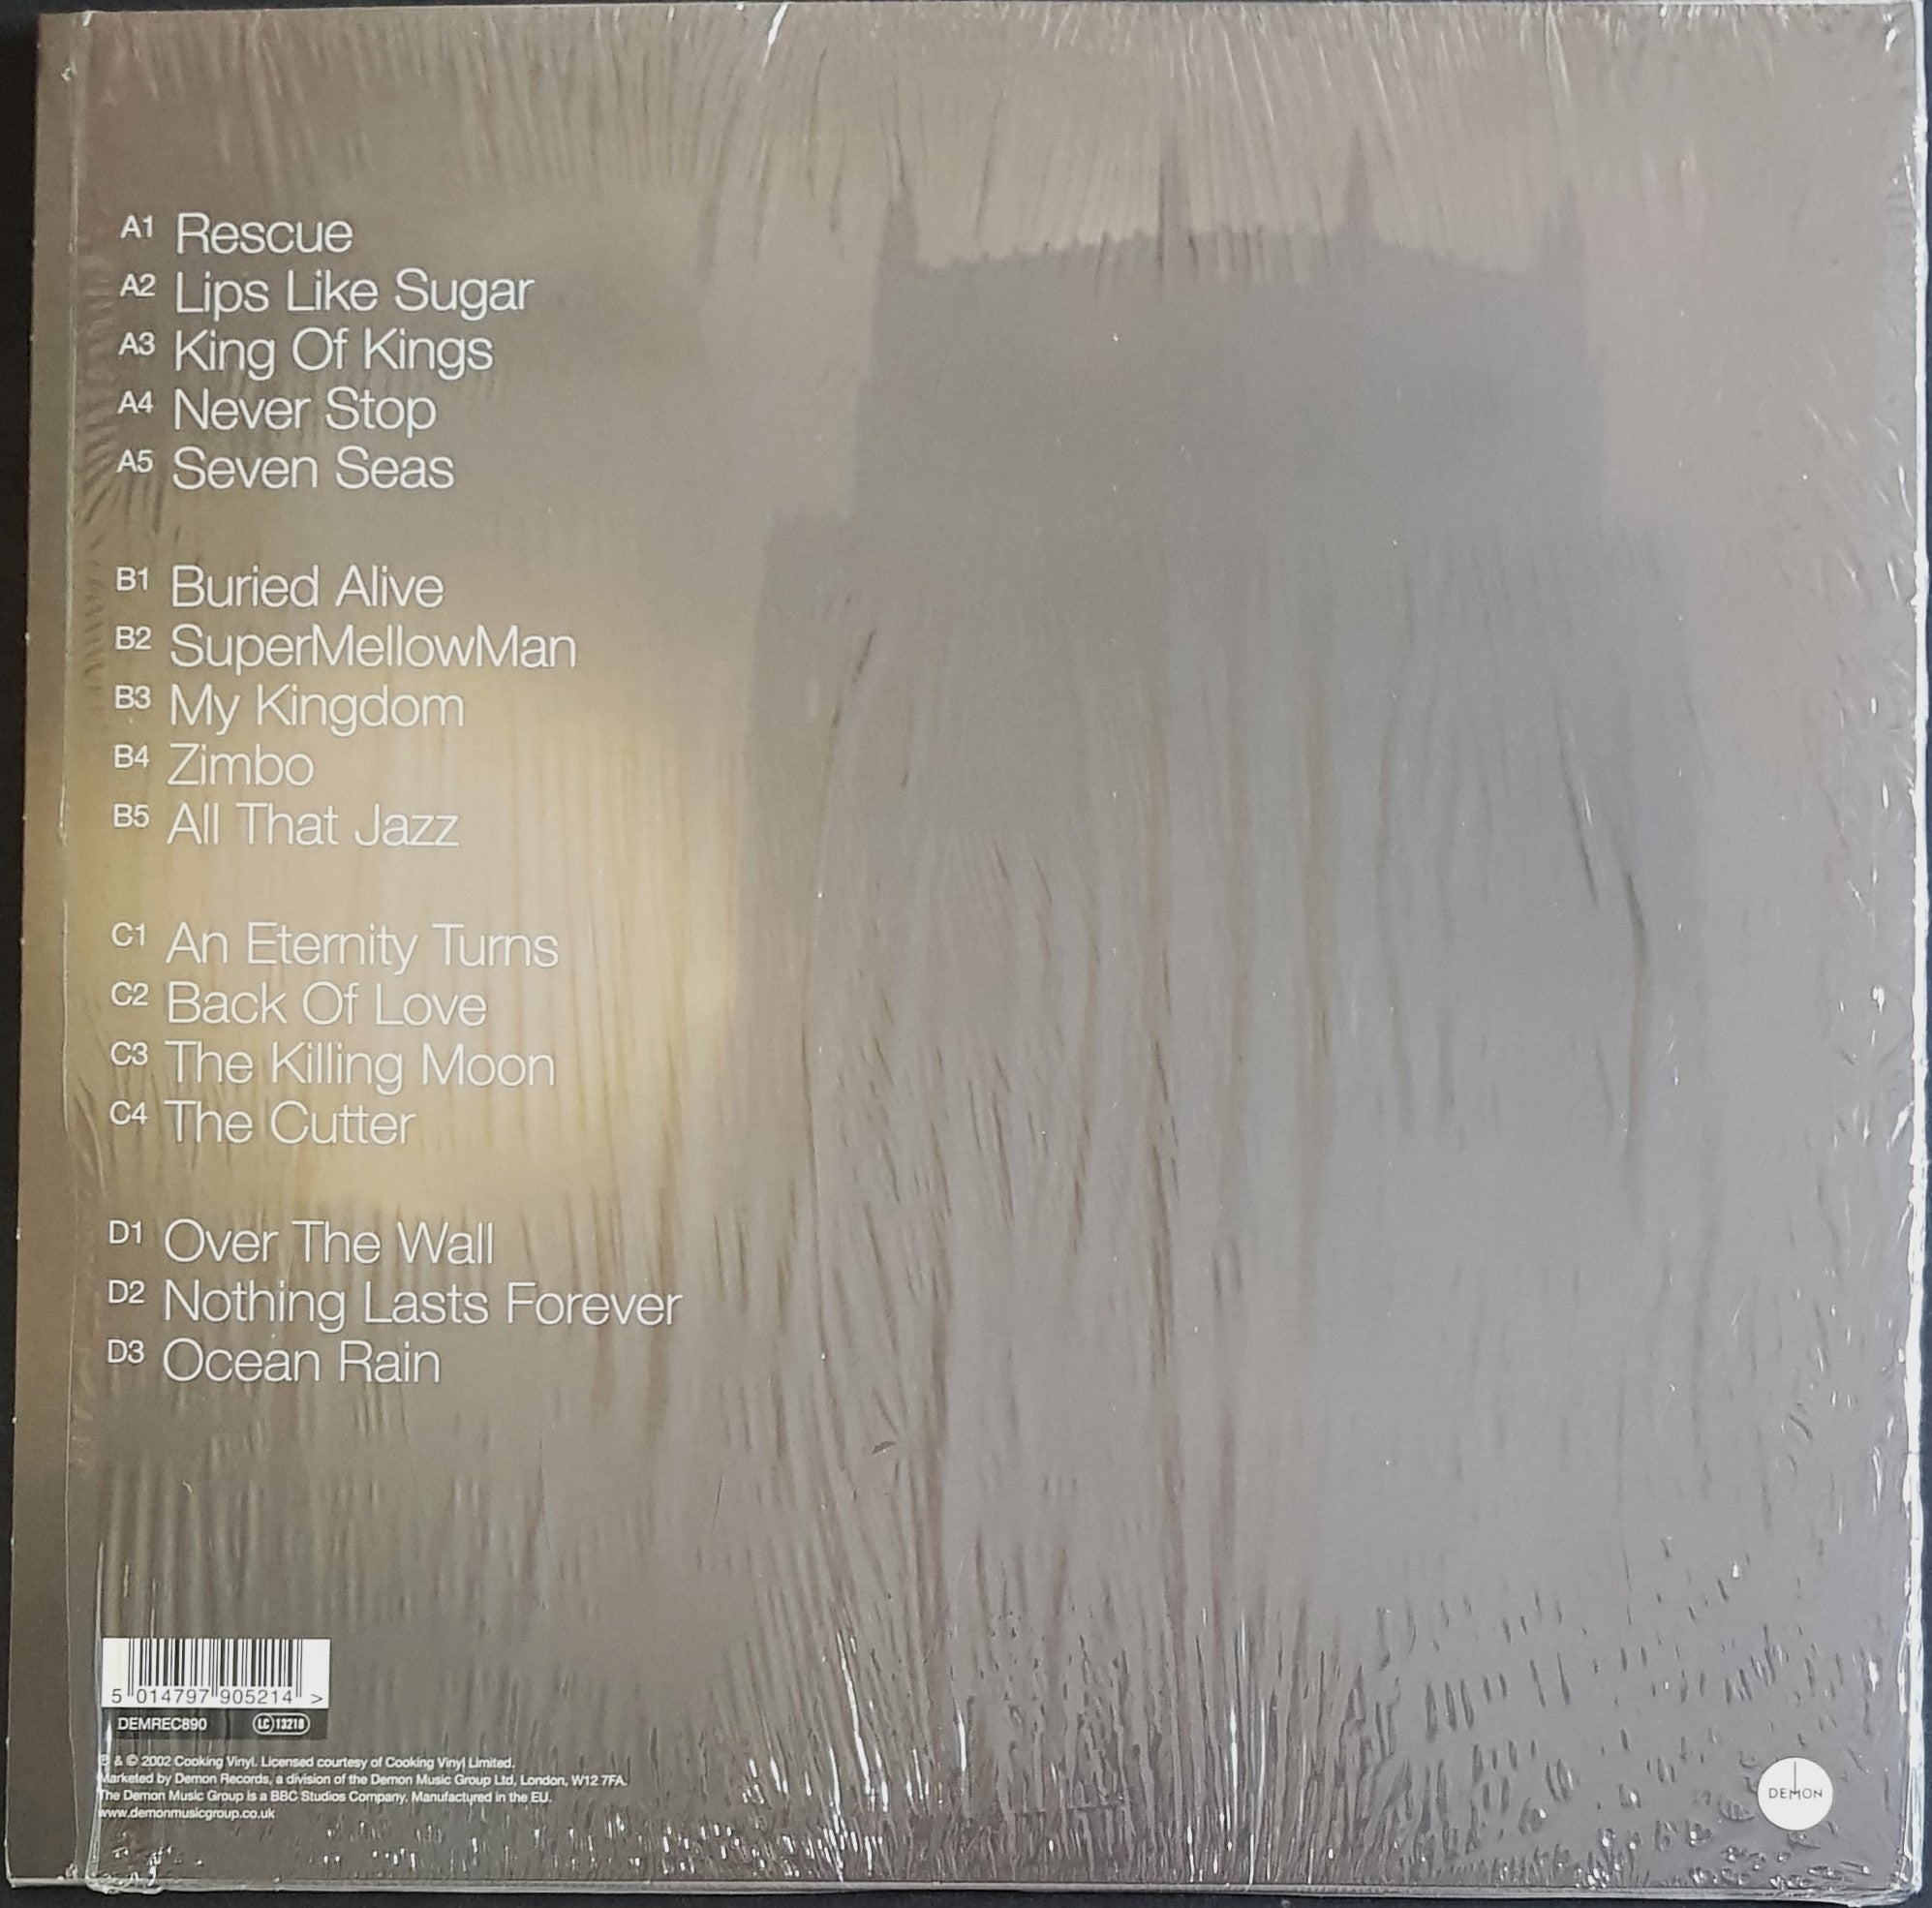 A1 Rescue
A2 Lips Like Sugar
A3 King Of Kings
A4 Never Stop
A5 Seven Seas
B1 Buried Alive
B2 SuperMellowMan
B3 My Kingdom
B4 Zimbo
B5 All That Jazz
C1 An Eternity Turns
C2 Back Of Love
C3 The Killing Moon
C4 The Cutter
D1 Over The Wall
D2 Nothing Lasts Forever
D3 Ocean Rain
5 014797 905214 >
DEMREC890 LC 13218
℗ & © 2002 Cooking Vinyl. Licensed courtesy of Cooking Vinyl Limited.
Marketed by Demon Records, a division of the Demon Music Group Ltd, London, W12 7FA.
The Demon Music Group is a BBC Studios Company. Manufactured in the EU.
www.demonmusicgroup.co.uk
DEMON